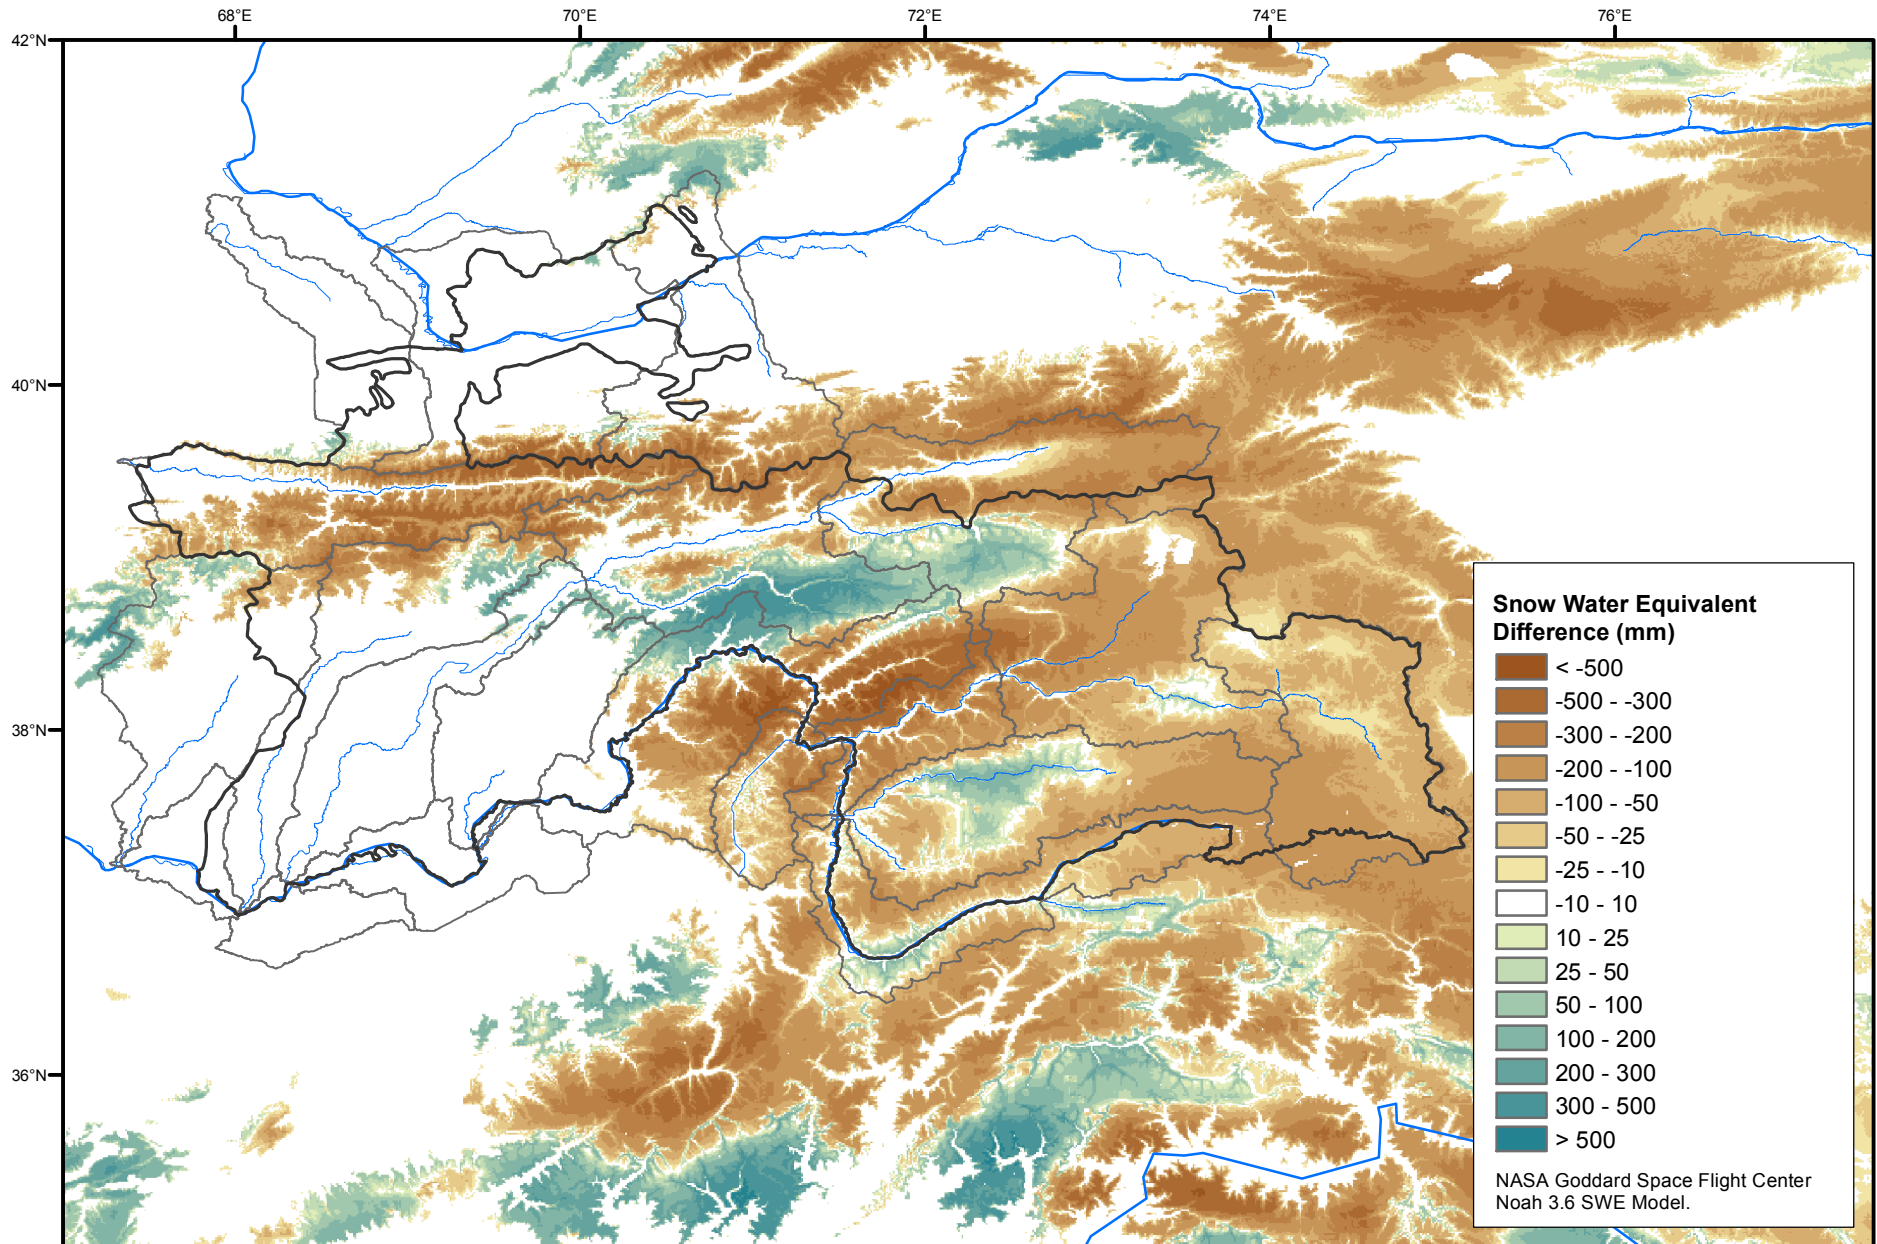 68°E
70°E
72°E
74°E
76°E
42°N
40°N
38°N
36°N
Snow Water Equivalent
Difference (mm)
< -500
-500 - -300
-300 - -200
-200 - -100
-100 - -50
-50 - -25
-25 - -10
-10 - 10
10 - 25
25 - 50
50 - 100
100 - 200
200 - 300
300 - 500
> 500
NASA Goddard Space Flight Center
Noah 3.6 SWE Model.